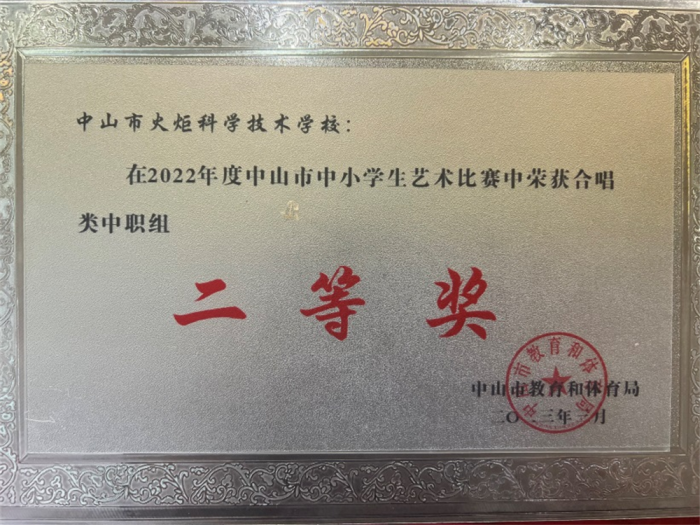 中山市火炬科学技术学校：
在2022年度中山市中小学生艺术比赛中荣获合唱
类中职组
二等奖
中山市教育和体育局
二〇二三年三月